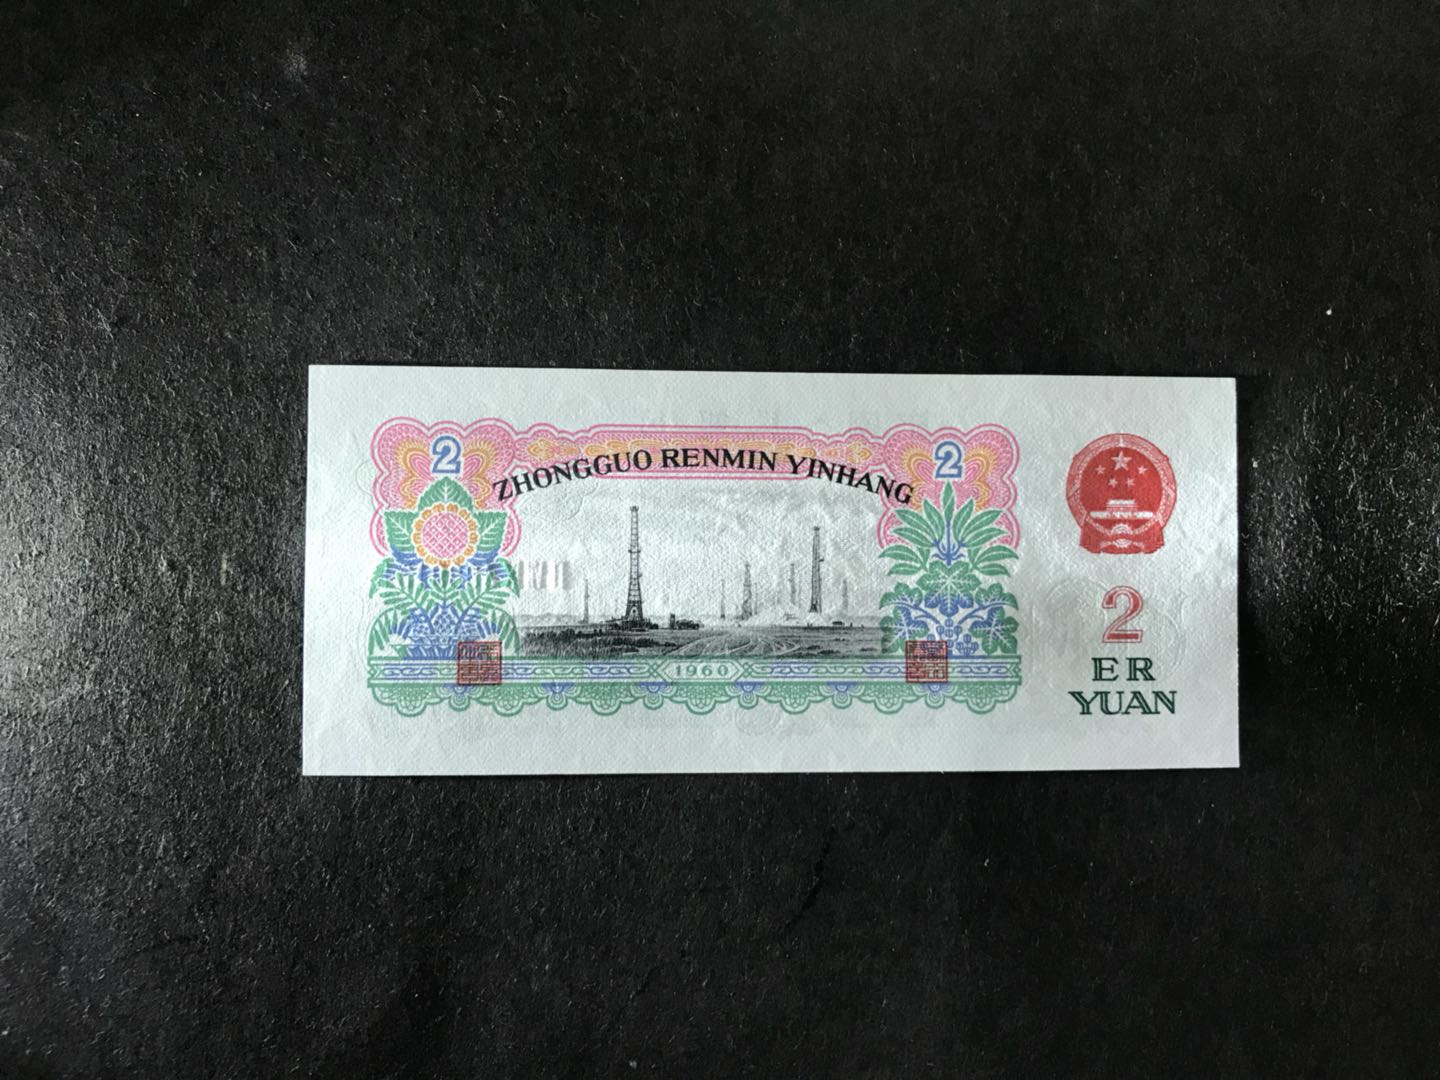 2
2
ZHONGGUO RENMIN YINHANG
1960
2
ER
YUAN